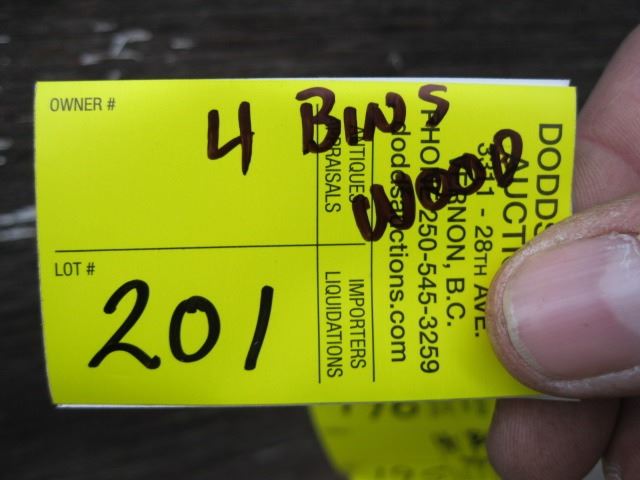 OWNER #
4 BINS
WOOD
LOT #
201
DODDS
AUCTI
3311 - 28TH AVE.
VERNON, B.C.
PHONE 250-545-3259
doddsauctions.com
ANTIQUES IMPORTERS
APPRAISALS LIQUIDATIONS